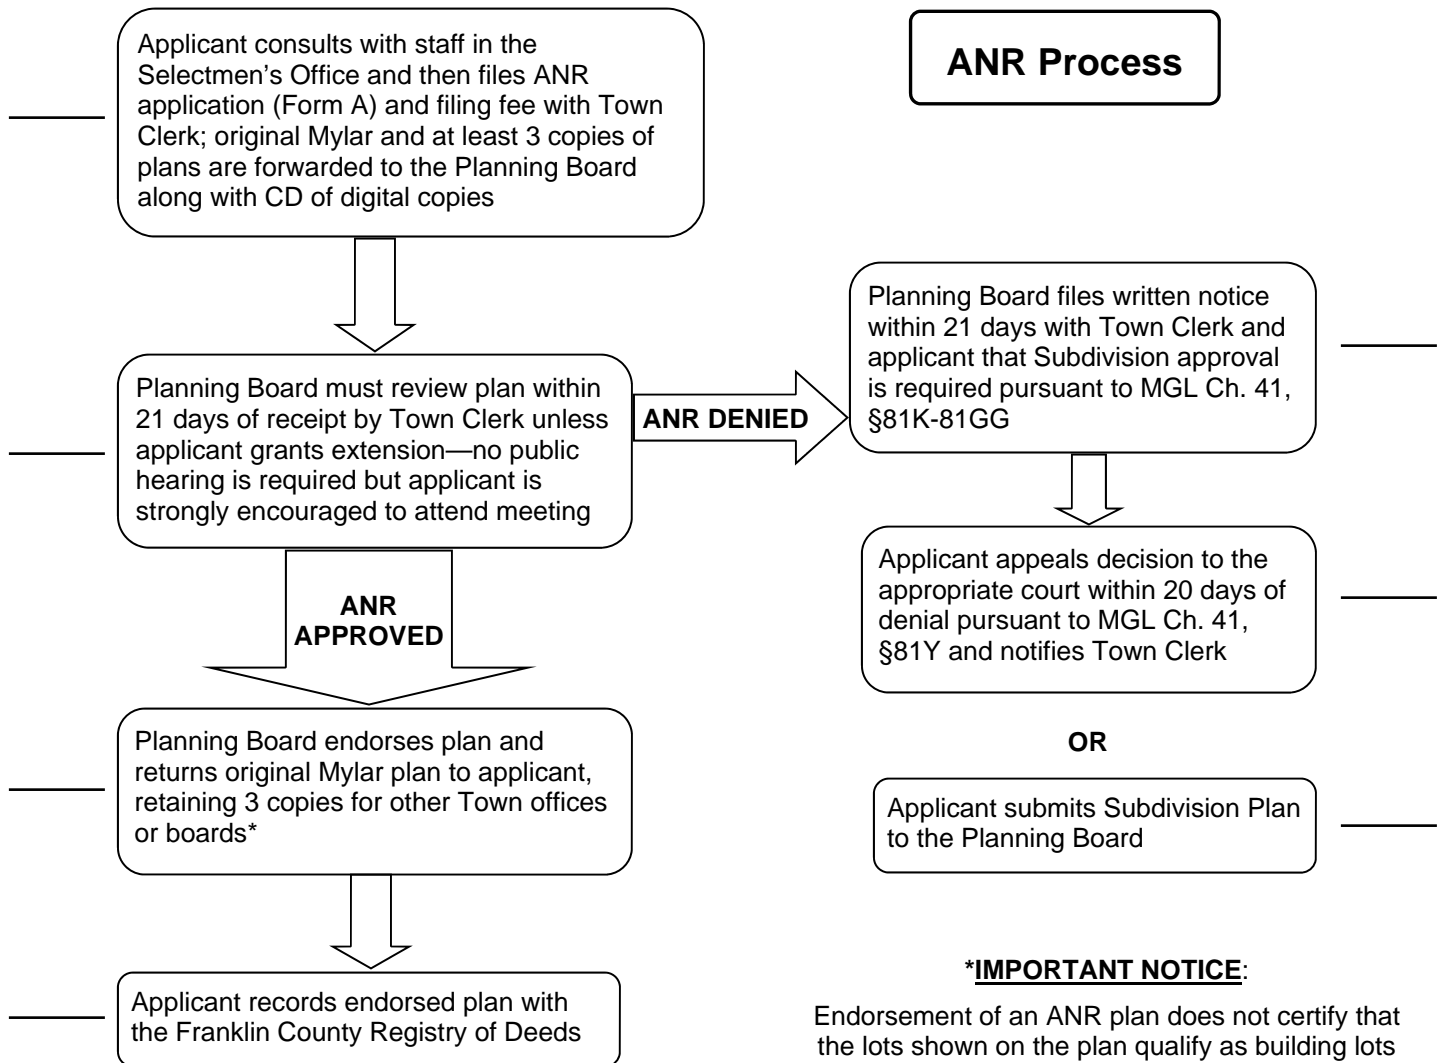 ANR Process
Applicant consults with staff in the
Selectmen’s Office and then files ANR
application (Form A) and filing fee with Town
Clerk; original Mylar and at least 3 copies of
plans are forwarded to the Planning Board
along with CD of digital copies
Planning Board must review plan within
21 days of receipt by Town Clerk unless
applicant grants extension—no public
hearing is required but applicant is
strongly encouraged to attend meeting
ANR DENIED
Planning Board files written notice
within 21 days with Town Clerk and
applicant that Subdivision approval
is required pursuant to MGL Ch. 41,
§81K-81GG
Applicant appeals decision to the
appropriate court within 20 days of
denial pursuant to MGL Ch. 41,
§81Y and notifies Town Clerk
OR
Applicant submits Subdivision Plan
to the Planning Board
ANR
APPROVED
Planning Board endorses plan and
returns original Mylar plan to applicant,
retaining 3 copies for other Town offices
or boards*
Applicant records endorsed plan with
the Franklin County Registry of Deeds
*IMPORTANT NOTICE:
Endorsement of an ANR plan does not certify that
the lots shown on the plan qualify as building lots